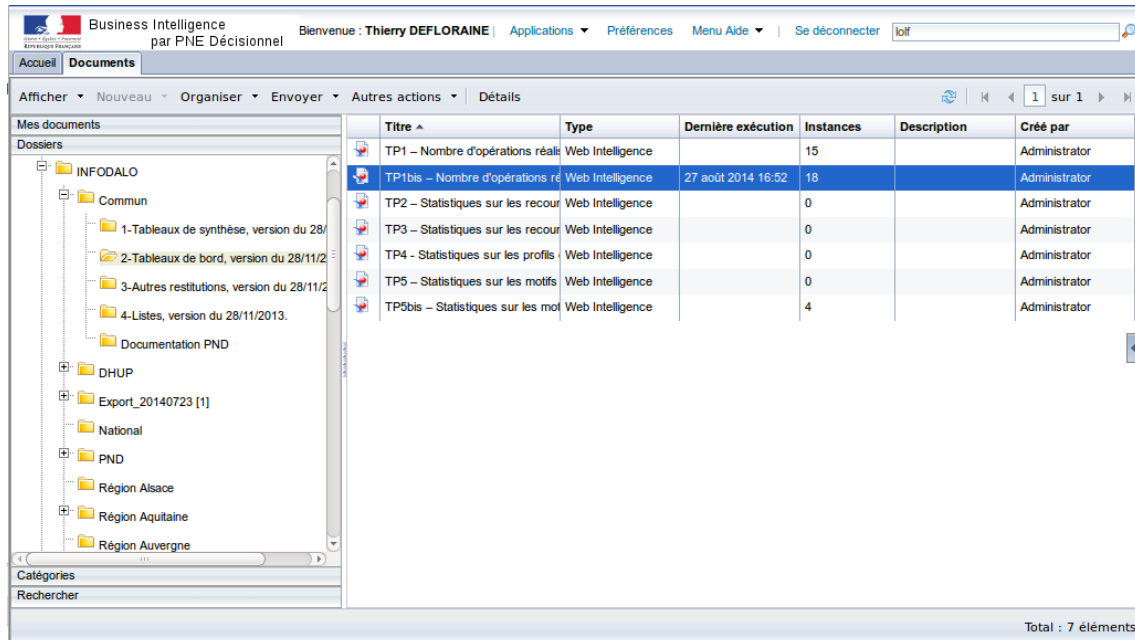 Business Intelligence
par PNE Décisionnel
Liberté • Égalité • Fraternité
RÉPUBLIQUE FRANÇAISE
Bienvenue : Thierry DEFLORAINE | Applications Préférences Menu Aide | Se déconnecter lolf
Accueil Documents
Afficher Nouveau Organiser Envoyer Autres actions Détails 1 sur 1
Mes documents
Dossiers
INFODALO
Commun
1-Tableaux de synthèse, version du 28/
2-Tableaux de bord, version du 28/11/2
3-Autres restitutions, version du 28/11/2
4-Listes, version du 28/11/2013.
Documentation PND
DHUP
Export_20140723 [1]
National
PND
Région Alsace
Région Aquitaine
Région Auvergne
Catégories
Rechercher
Titre Type Dernière exécution Instances Description Créé par
TP1 – Nombre d'opérations réalis Web Intelligence 15 Administrator
TP1bis – Nombre d'opérations ré Web Intelligence 27 août 2014 16:52 18 Administrator
TP2 – Statistiques sur les recour Web Intelligence 0 Administrator
TP3 – Statistiques sur les recour Web Intelligence 0 Administrator
TP4 - Statistiques sur les profils Web Intelligence 0 Administrator
TP5 – Statistiques sur les motifs Web Intelligence 0 Administrator
TP5bis – Statistiques sur les mot Web Intelligence 4 Administrator
Total : 7 éléments